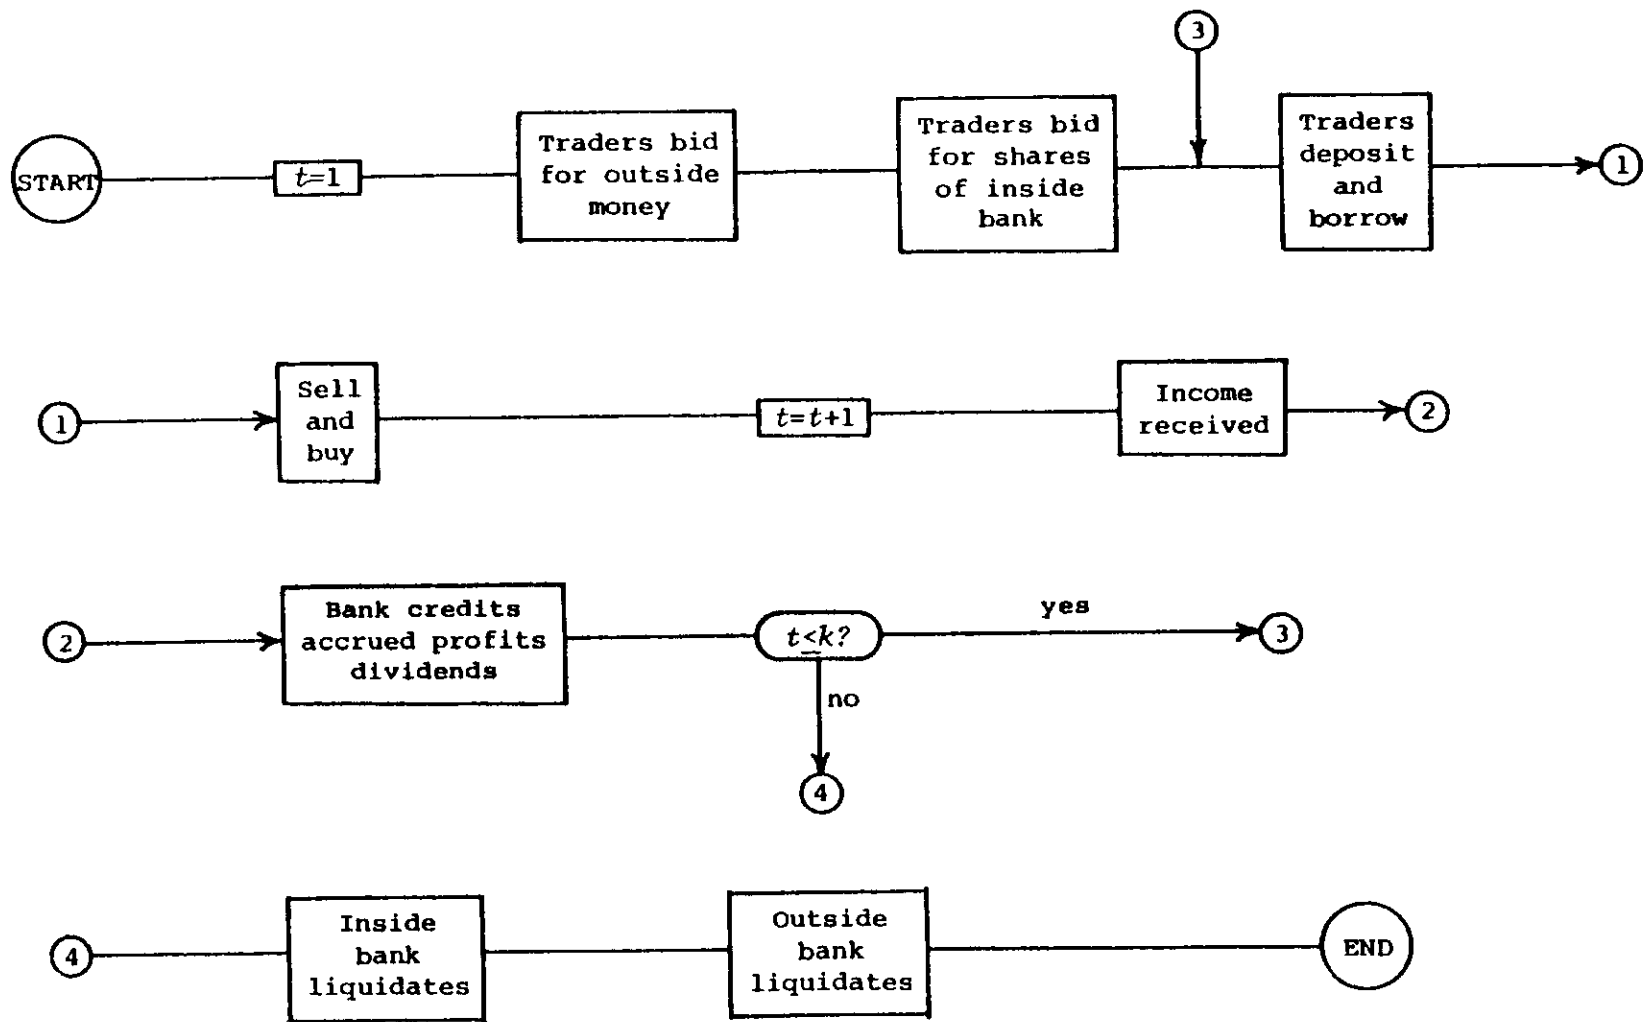 3
START
t=1
Traders bid
for outside
money
Traders bid
for shares
of inside
bank
Traders
deposit
and
borrow
1
1
Sell
and
buy
t=t+1
Income
received
2
2
Bank credits
accrued profits
dividends
t≤k?
yes
3
no
4
4
Inside
bank
liquidates
Outside
bank
liquidates
END